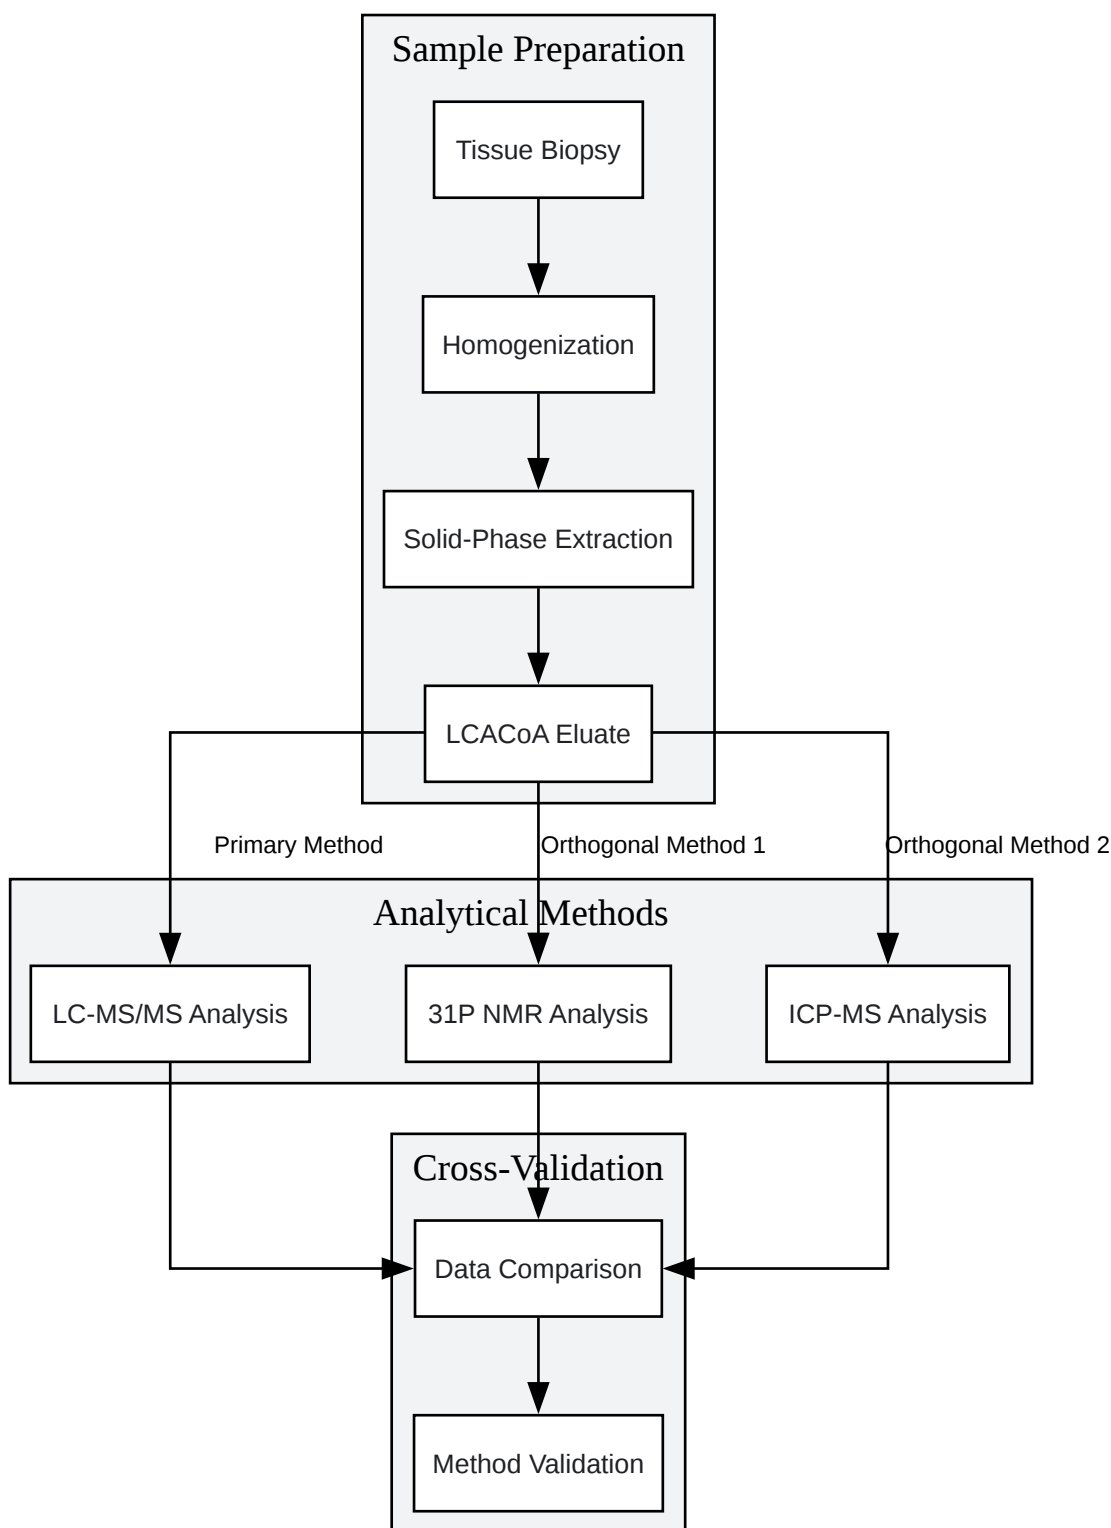 Sample Preparation
Tissue Biopsy
Homogenization
Solid-Phase Extraction
LCACoA Eluate
Primary Method
Orthogonal Method 1
Orthogonal Method 2
Analytical Methods
LC-MS/MS Analysis
31P NMR Analysis
ICP-MS Analysis
Cross-Validation
Data Comparison
Method Validation